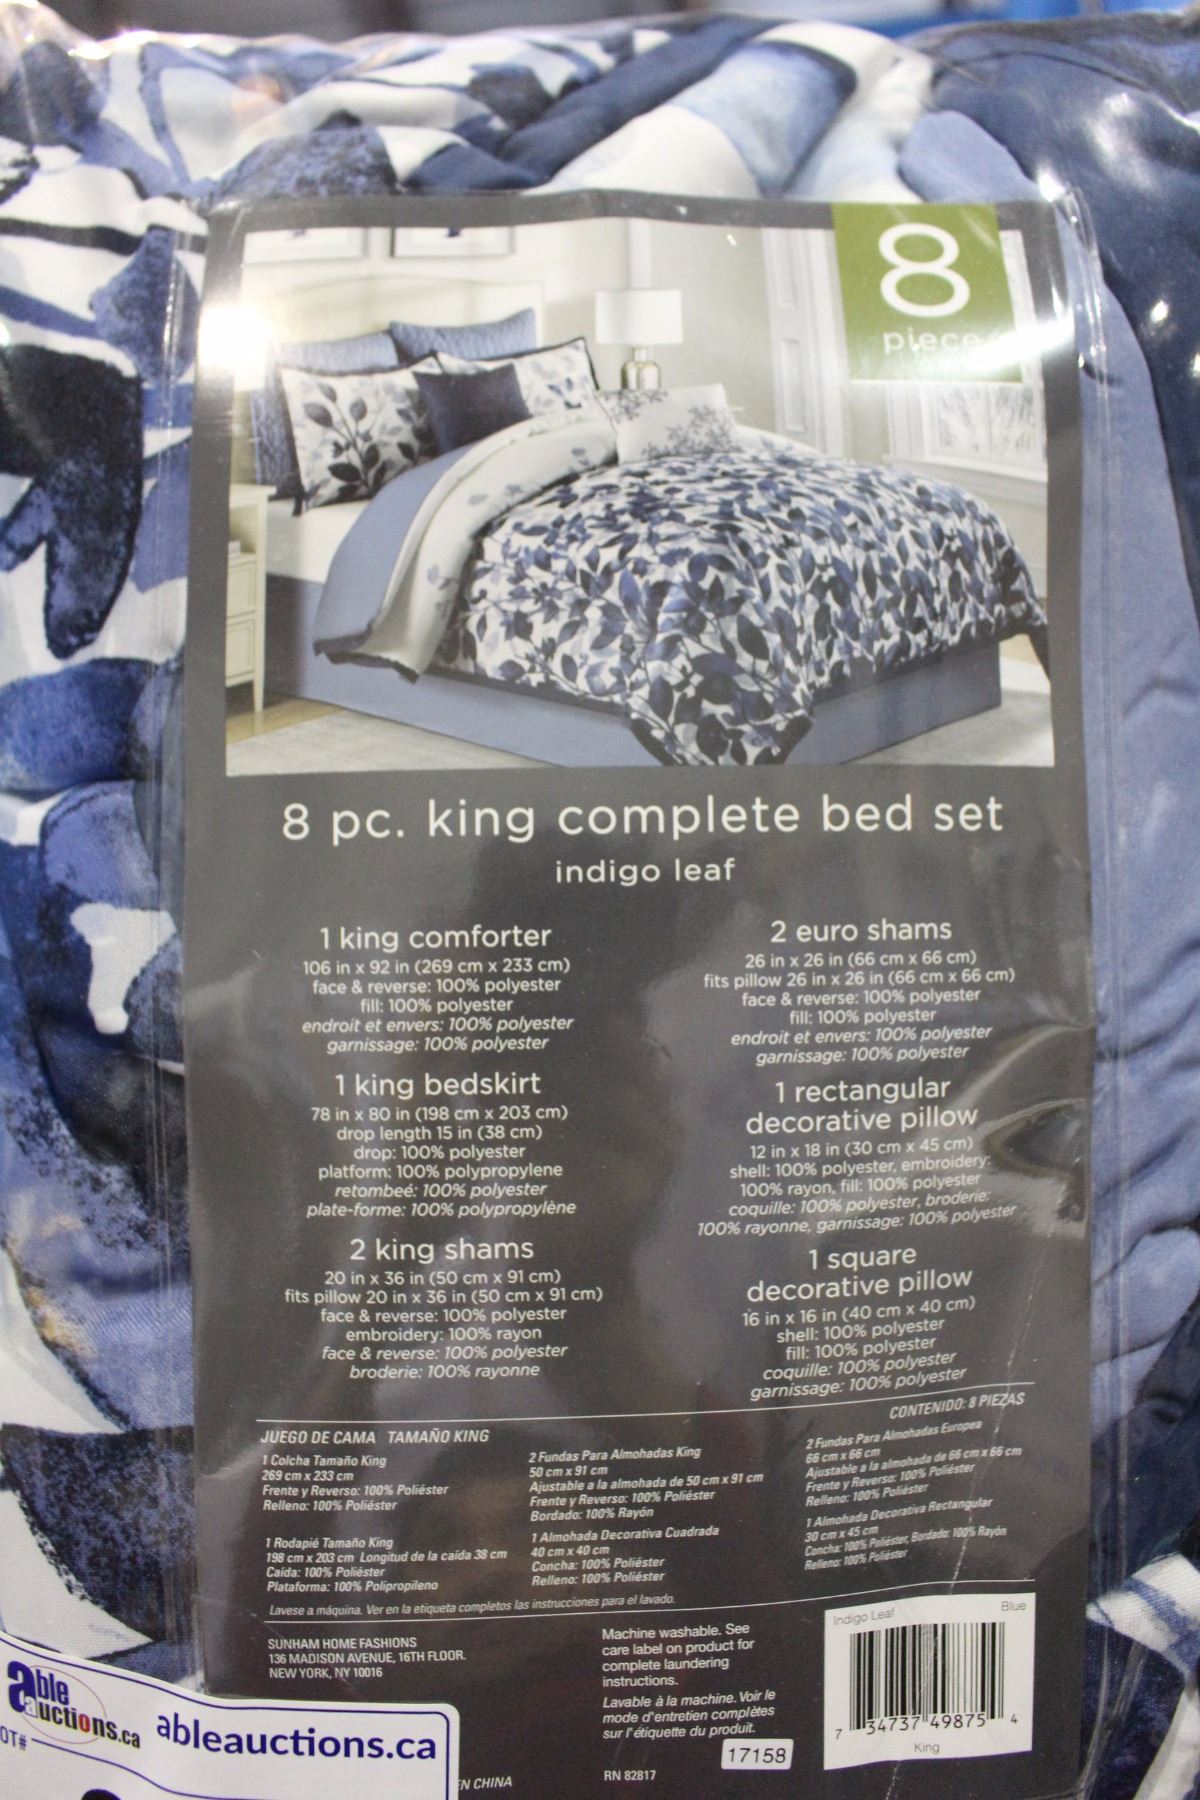 8
piece
8 pc. king complete bed set
indigo leaf
1 king comforter
106 in x 92 in (269 cm x 233 cm)
face & reverse: 100% polyester
fill: 100% polyester
endroit et envers: 100% polyester
garnissage: 100% polyester
1 king bedskirt
78 in x 80 in (198 cm x 203 cm)
drop length 15 in (38 cm)
drop: 100% polyester
platform: 100% polypropylene
retombeé: 100% polyester
plate-forme: 100% polypropylène
2 king shams
20 in x 36 in (50 cm x 91 cm)
fits pillow 20 in x 36 in (50 cm x 91 cm)
face & reverse: 100% polyester
embroidery: 100% rayon
face & reverse: 100% polyester
broderie: 100% rayonne
2 euro shams
26 in x 26 in (66 cm x 66 cm)
fits pillow 26 in x 26 in (66 cm x 66 cm)
face & reverse: 100% polyester
fill: 100% polyester
endroit et envers: 100% polyester
garnissage: 100% polyester
1 rectangular
decorative pillow
12 in x 18 in (30 cm x 45 cm)
shell: 100% polyester, embroidery:
100% rayon, fill: 100% polyester
coquille: 100% polyester, broderie:
100% rayonne, garnissage: 100% polyester
1 square
decorative pillow
16 in x 16 in (40 cm x 40 cm)
shell: 100% polyester
fill: 100% polyester
coquille: 100% polyester
garnissage: 100% polyester
JUEGO DE CAMA TAMAÑO KING
CONTENIDO: 8 PIEZAS
1 Colcha Tamaño King
269 cm x 233 cm
Frente y Reverso: 100% Poliéster
Relleno: 100% Poliéster
1 Rodapié Tamaño King
198 cm x 203 cm Longitud de la caída 38 cm
Caída: 100% Poliéster
Plataforma: 100% Polipropileno
2 Fundas Para Almohadas King
50 cm x 91 cm
Ajustable a la almohada de 50 cm x 91 cm
Frente y Reverso: 100% Poliéster
Bordado: 100% Rayón
1 Almohada Decorativa Cuadrada
40 cm x 40 cm
Concha: 100% Poliéster
Relleno: 100% Poliéster
2 Fundas Para Almohadas Europea
66 cm x 66 cm
Ajustable a la almohada de 66 cm x 66 cm
Frente y Reverso: 100% Poliéster
Relleno: 100% Poliéster
1 Almohada Decorativa Rectangular
30 cm x 45 cm
Concha: 100% Poliéster, Bordado: 100% Rayón
Relleno: 100% Poliéster
Lavese a máquina. Ver en la etiqueta completos las instrucciones para el lavado.
SUNHAM HOME FASHIONS
136 MADISON AVENUE, 16TH FLOOR.
NEW YORK, NY 10016
Machine washable. See
care label on product for
complete laundering
instructions.
Lavable à la machine. Voir le
mode d'entretien complètes
sur l'étiquette du produit.
17158
RN 82817
EN CHINA
Indigo Leaf Blue
7 34737 49875 4
King
able
auctions.ca
ableauctions.ca
OT#